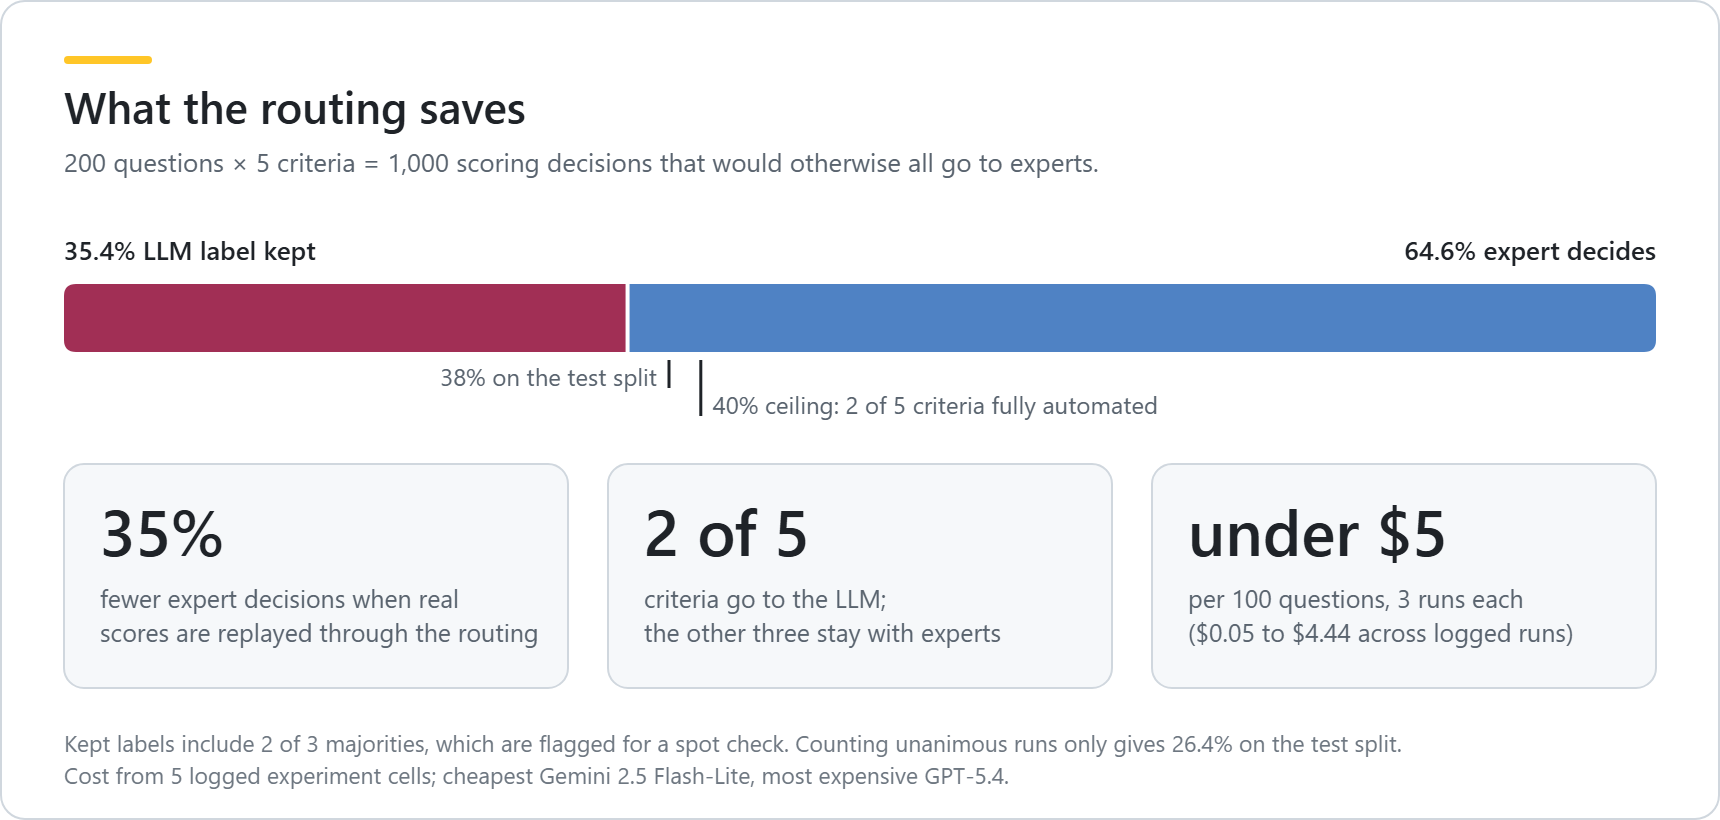 What the routing saves
200 questions × 5 criteria = 1,000 scoring decisions that would otherwise all go to experts.
35.4% LLM label kept
64.6% expert decides
38% on the test split
40% ceiling: 2 of 5 criteria fully automated
35%
fewer expert decisions when real
scores are replayed through the routing
2 of 5
criteria go to the LLM;
the other three stay with experts
under $5
per 100 questions, 3 runs each
($0.05 to $4.44 across logged runs)
Kept labels include 2 of 3 majorities, which are flagged for a spot check. Counting unanimous runs only gives 26.4% on the test split.
Cost from 5 logged experiment cells; cheapest Gemini 2.5 Flash-Lite, most expensive GPT-5.4.